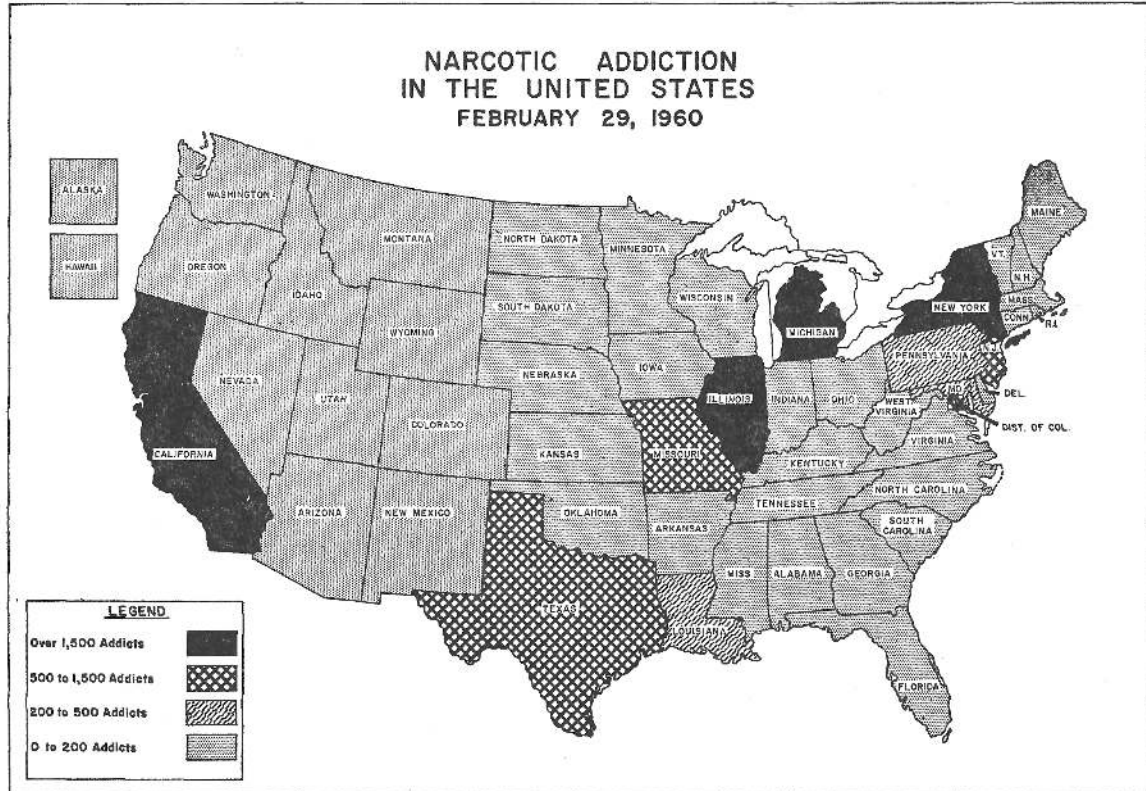 NARCOTIC ADDICTION
IN THE UNITED STATES
FEBRUARY 29, 1960
ALASKA
HAWAII
WASHINGTON
OREGON
IDAHO
MONTANA
WYOMING
NORTH DAKOTA
SOUTH DAKOTA
MINNESOTA
WISCONSIN
MICHIGAN
NEW YORK
MAINE
VT.
N.H.
MASS.
CONN.
R.I.
CALIFORNIA
NEVADA
UTAH
COLORADO
NEBRASKA
IOWA
ILLINOIS
INDIANA
OHIO
PENNSYLVANIA
N.J.
MD.
DEL.
DIST. OF COL.
WEST
VIRGINIA
VIRGINIA
KANSAS
MISSOURI
KENTUCKY
TENNESSEE
NORTH CAROLINA
SOUTH
CAROLINA
ARIZONA
NEW MEXICO
OKLAHOMA
ARKANSAS
MISS
ALABAMA
GEORGIA
TEXAS
LOUISIANA
FLORIDA
LEGEND
Over 1,500 Addicts
500 to 1,500 Addicts
200 to 500 Addicts
0 to 200 Addicts